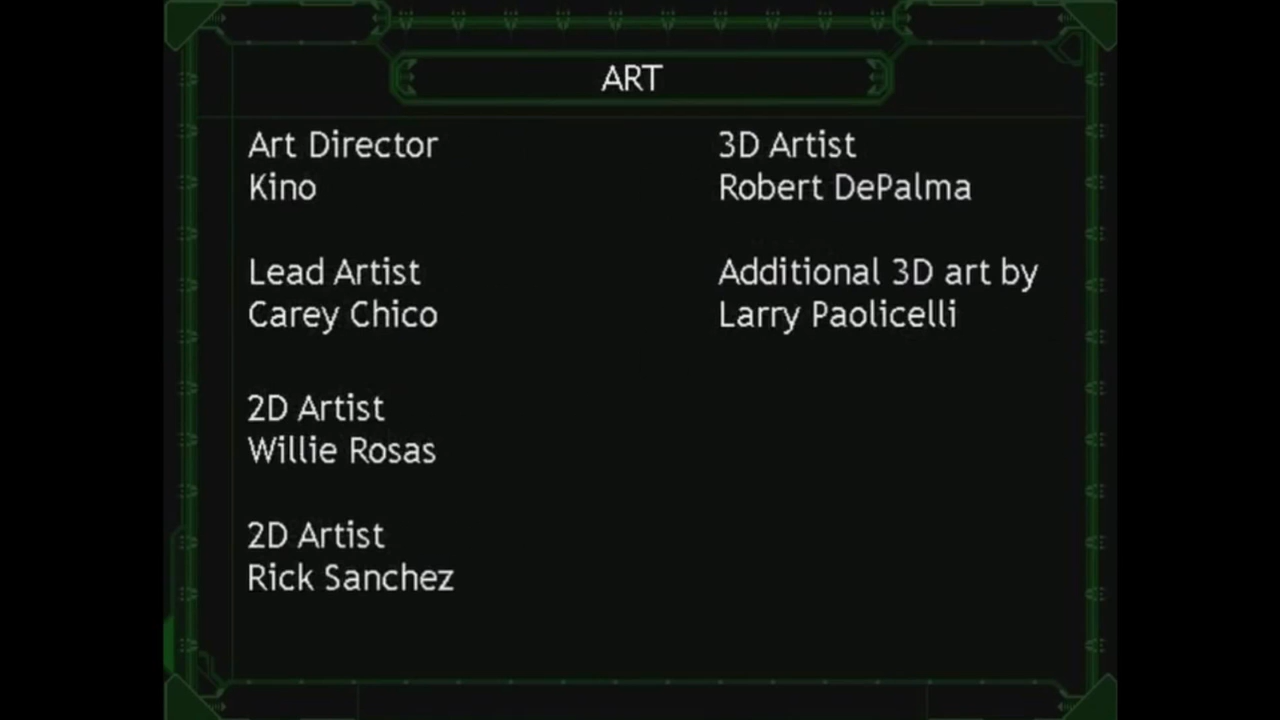 ART
Art Director
Kino
Lead Artist
Carey Chico
2D Artist
Willie Rosas
2D Artist
Rick Sanchez
3D Artist
Robert DePalma
Additional 3D art by
Larry Paolicelli